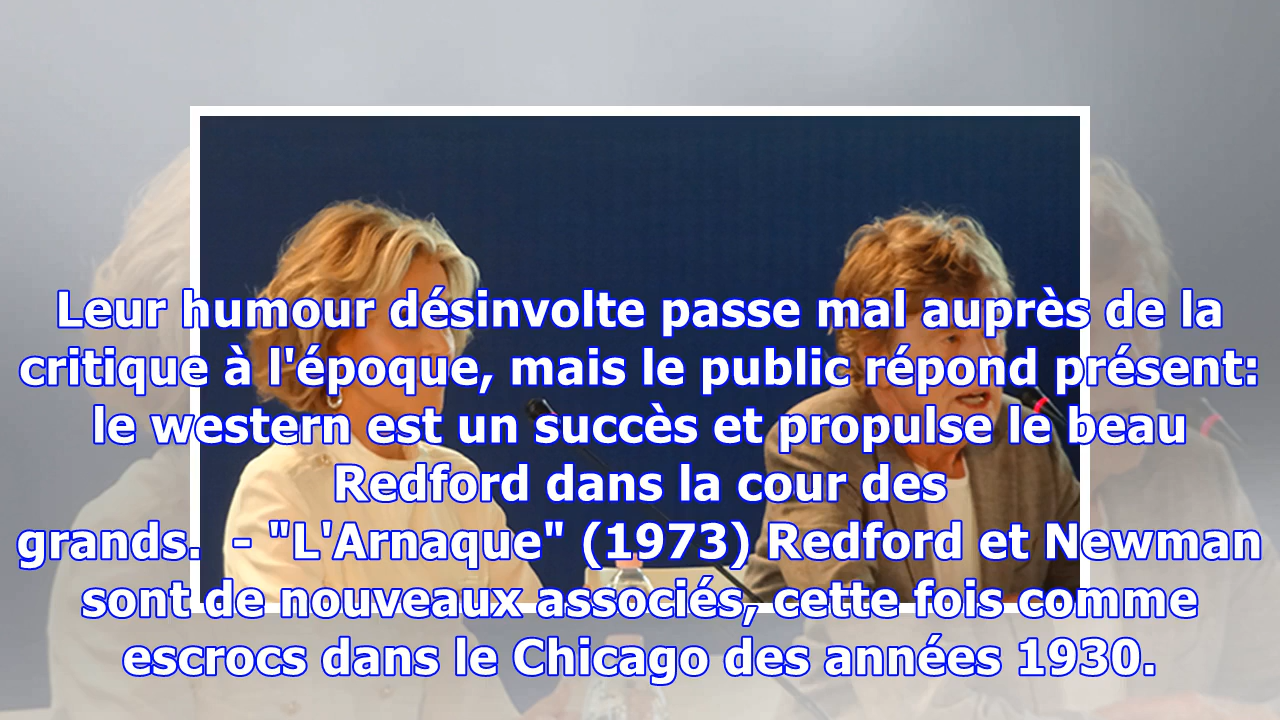 Leur humour désinvolte passe mal auprès de la
critique à l'époque, mais le public répond présent:
le western est un succès et propulse le beau
Redford dans la cour des
grands.  - "L'Arnaque" (1973) Redford et Newman
sont de nouveaux associés, cette fois comme
escrocs dans le Chicago des années 1930.